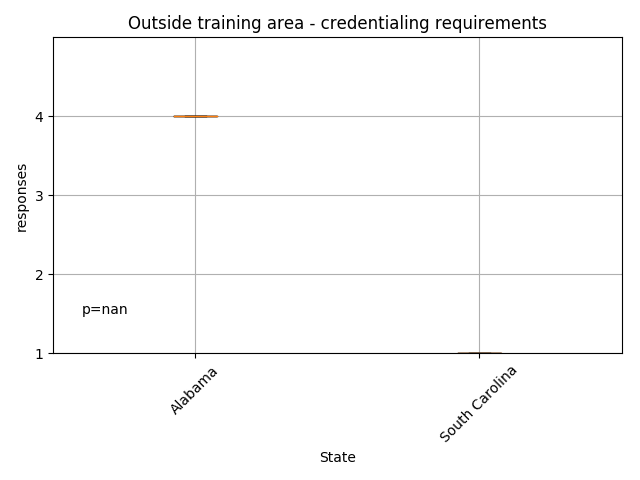 Outside training area - credentialing requirements
responses
4
3
2
1
p=nan
Alabama
South Carolina
State